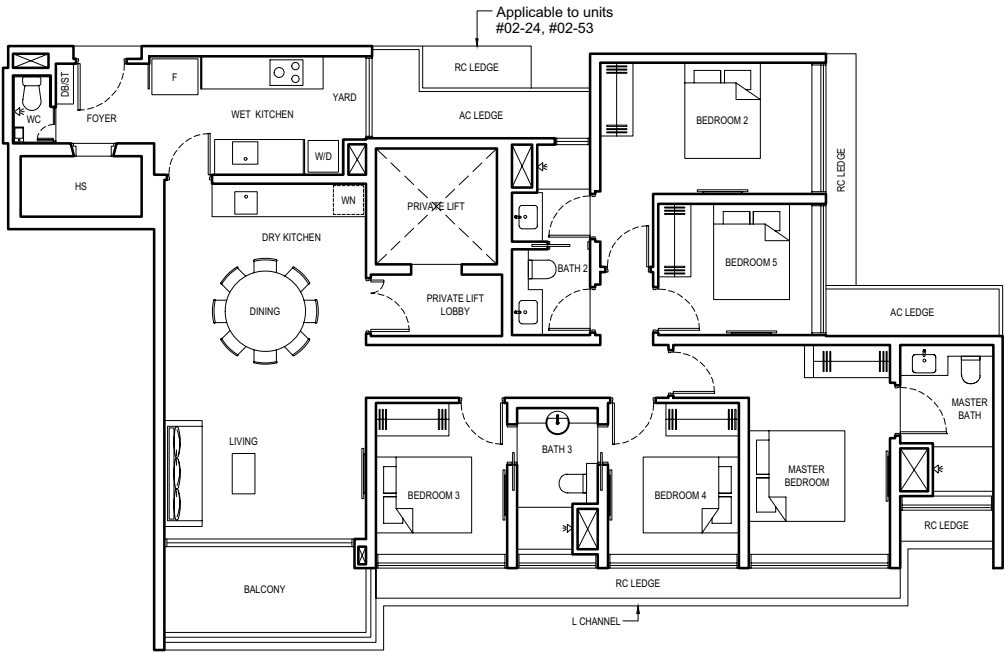 Applicable to units
#02-24, #02-53
RC LEDGE
DB/ST
F
YARD
WC
FOYER
WET KITCHEN
AC LEDGE
BEDROOM 2
W/D
RC LEDGE
HS
WN
PRIVATE LIFT
DRY KITCHEN
BATH 2
BEDROOM 5
PRIVATE LIFT
LOBBY
DINING
AC LEDGE
MASTER
BATH
LIVING
BATH 3
BEDROOM 3
BEDROOM 4
MASTER
BEDROOM
RC LEDGE
BALCONY
RC LEDGE
L CHANNEL